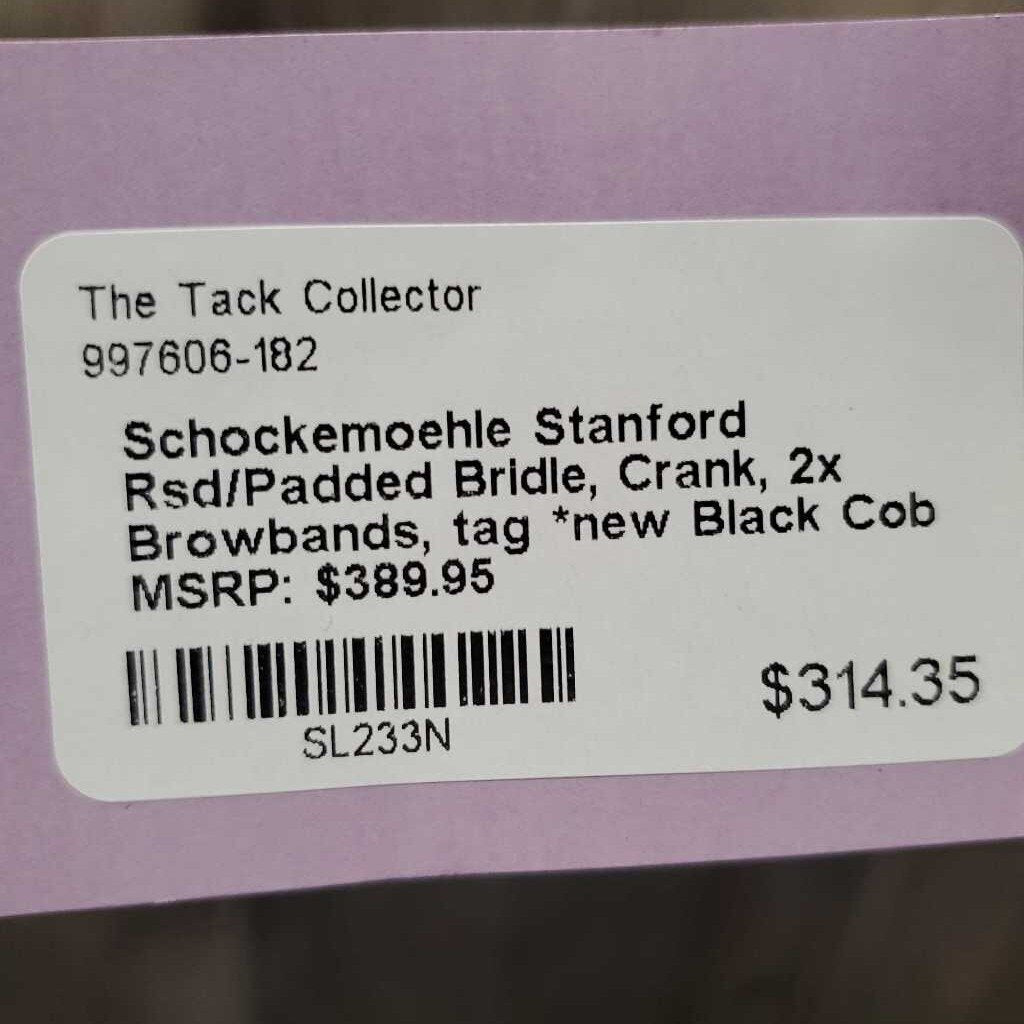 The Tack Collector
997606-182
Schockemoehle Stanford
Rsd/Padded Bridle, Crank, 2x
Browbands, tag *new Black Cob
MSRP: $389.95
$314.35
SL233N